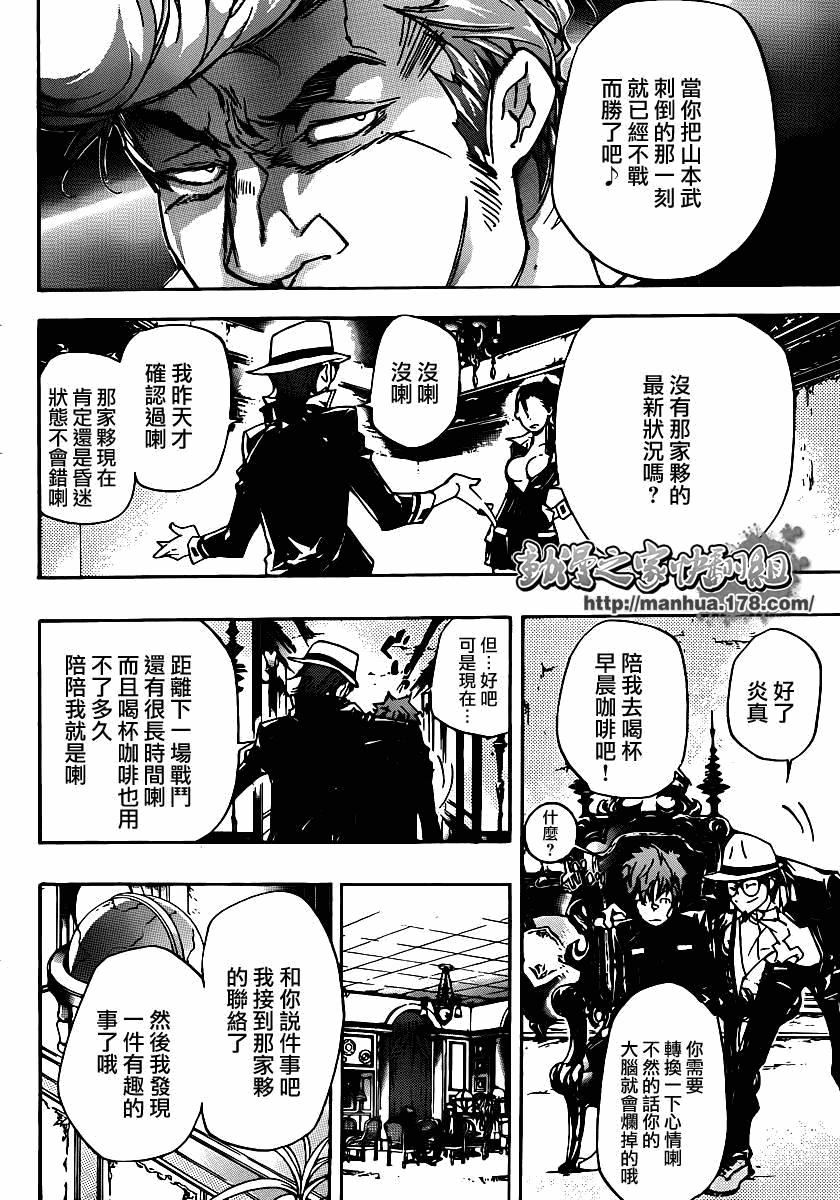 當你把山本武
刺倒的那一刻
就已經不戰
而勝了吧♪
沒有那家夥的
最新狀況嗎？
沒喇
沒喇
我昨天才
確認過喇
那家夥現在
肯定還是昏迷
狀態不會錯喇
動漫之家汉化组
http://manhua.178.com/
好了
炎真
陪我去喝杯
早晨咖啡吧！
什麼？
你需要
轉換一下心情喇
不然的話你的
大腦就會爛掉的哦
但…好吧
可是現在…
距離下一場戰鬥
還有很長時間喇
而且喝杯咖啡也用
不了多久
陪陪我就是喇
和你說件事吧
我接到那家夥
的聯絡了
然後我發現
一件有趣的
事了哦